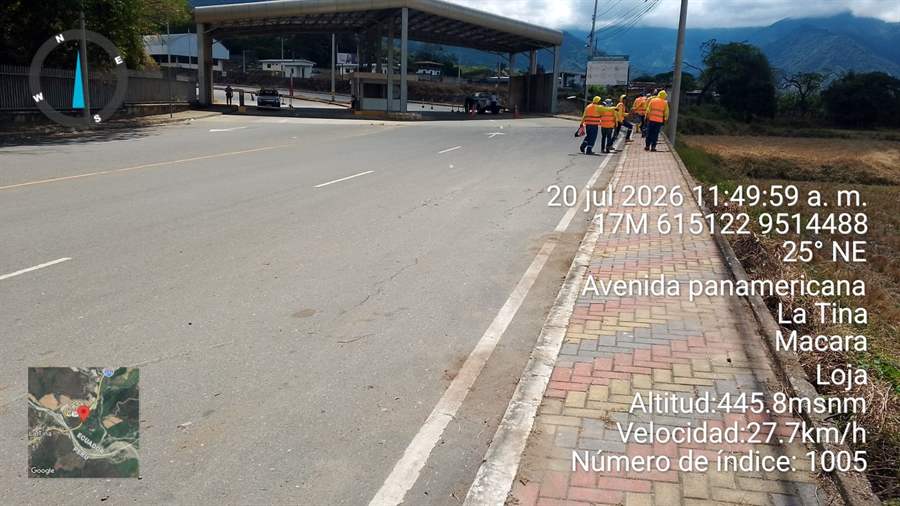 N
E
W
S
20 jul 2026 11:49:59 a. m.
17M 615122 9514488
25° NE
Avenida panamericana
La Tina
Macara
Loja
Altitud:445.8msnm
Velocidad:27.7km/h
Número de índice: 1005
ECUADOR
PERU
Google